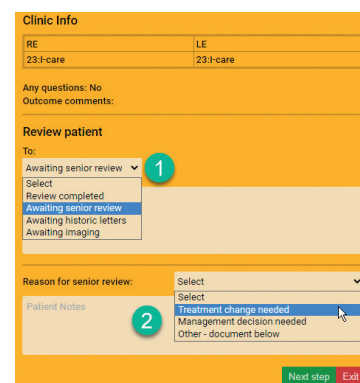 Clinic Info
RE LE
23:I-care 23:I-care
Any questions: No
Outcome comments:
Review patient
To:
Awaiting senior review
1
Select
Review completed
Awaiting senior review
Awaiting historic letters
Awaiting imaging
Reason for senior review: Select
Patient Notes
2
Select
Treatment change needed
Management decision needed
Other - document below
Next step Exit